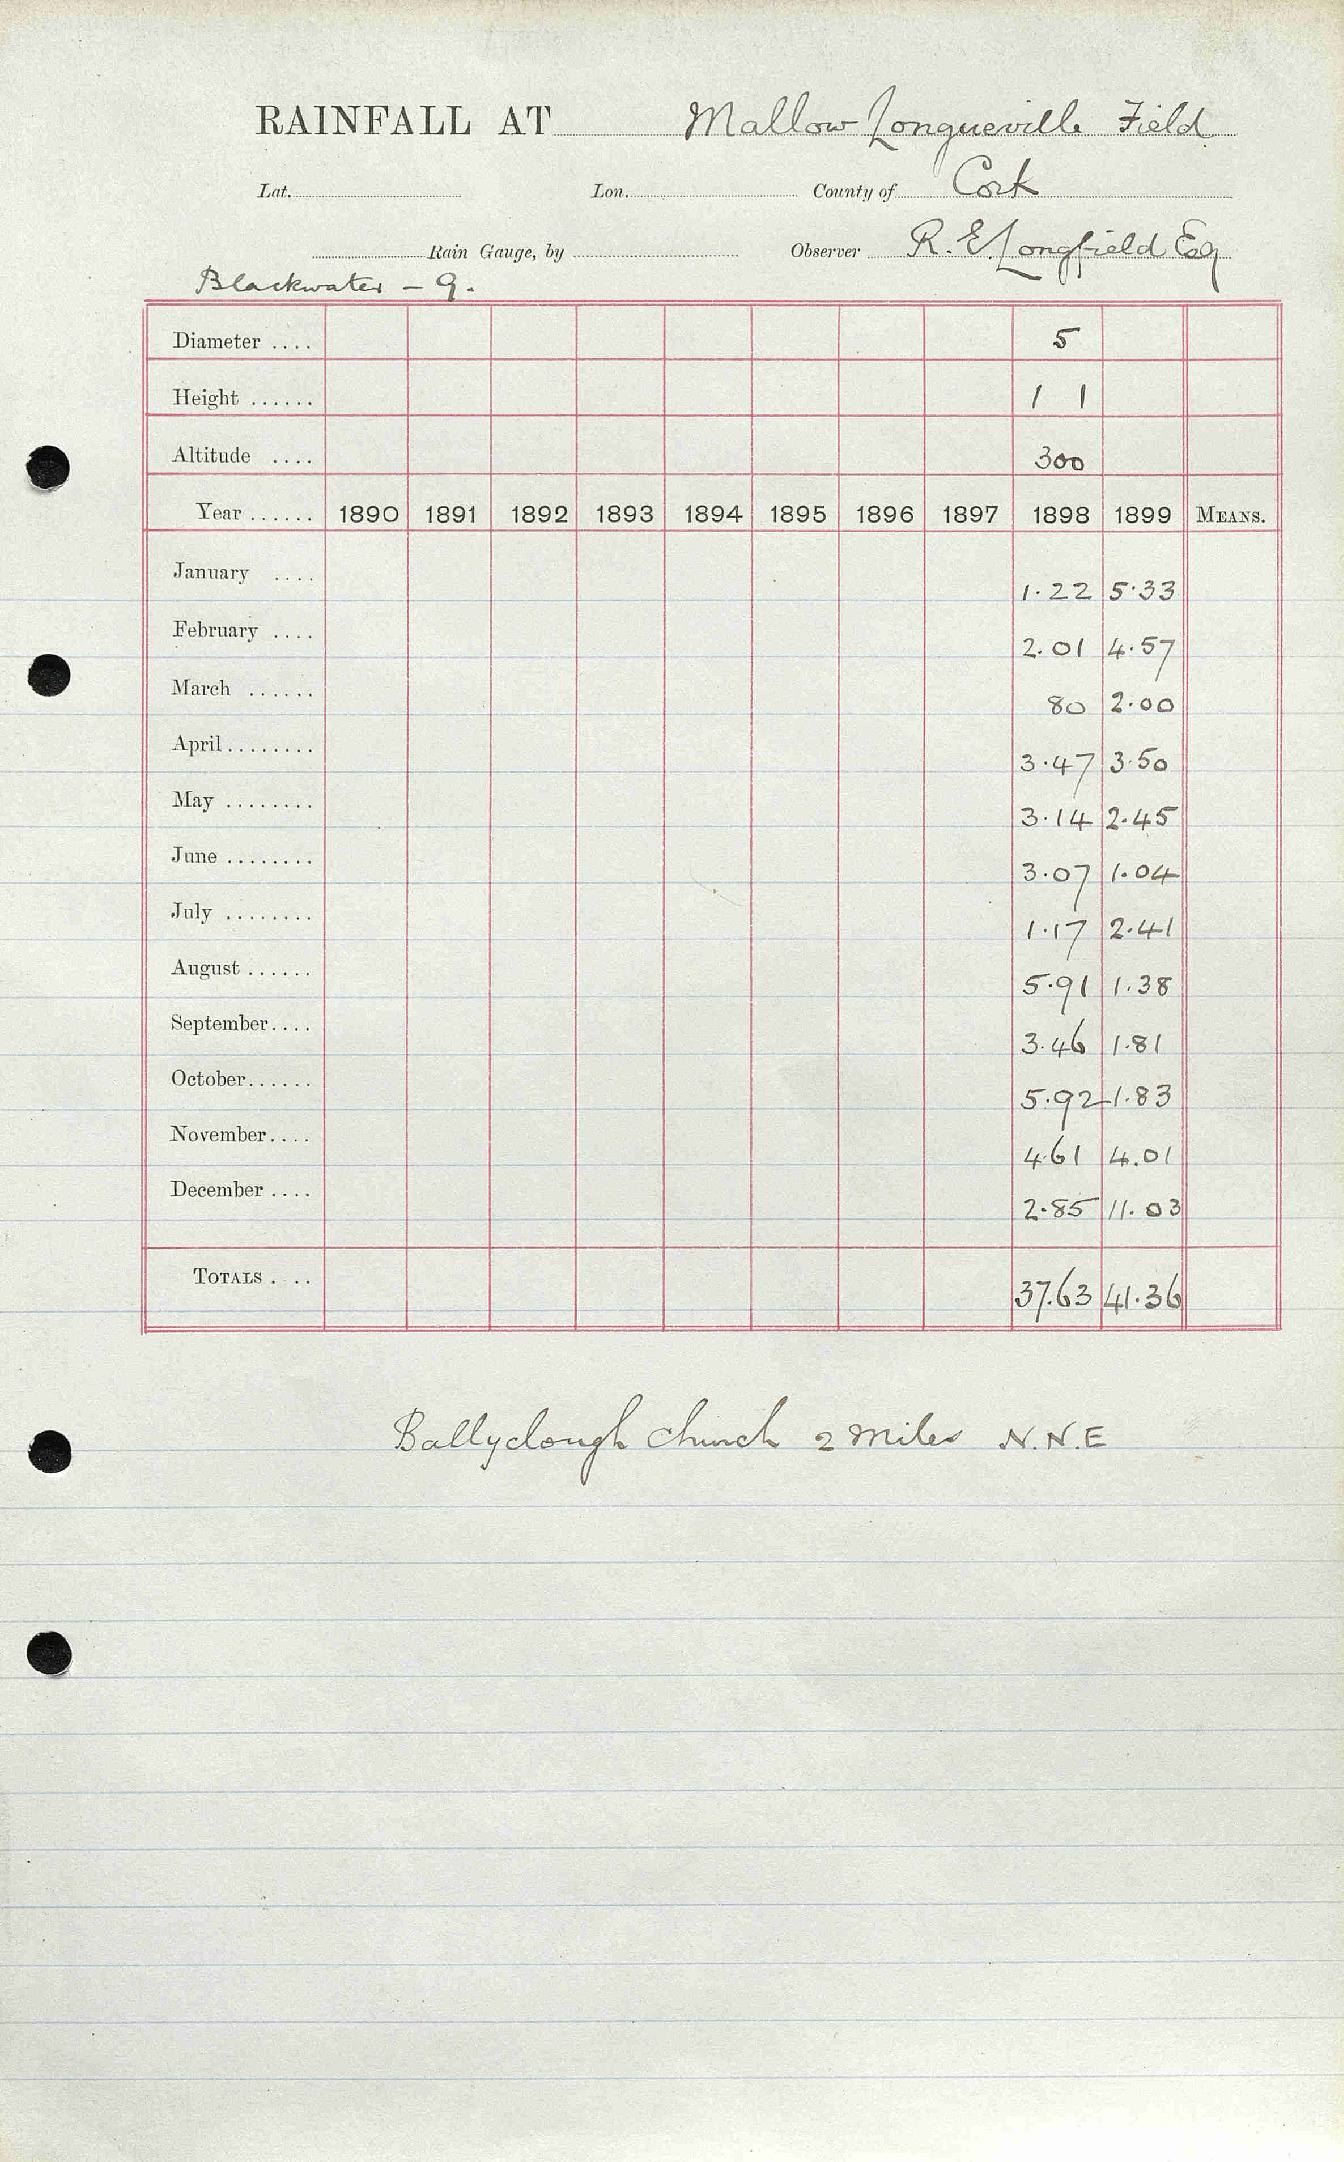 RAINFALL AT Mallow Longueville Field
Lat. Lon. County of Cork
Rain Gauge, by Observer R. E. Longfield Esq
Blackwater - 9.
Diameter .... 5
Height ...... 1 1
Altitude .... 300
Year ...... 1890 1891 1892 1893 1894 1895 1896 1897 1898 1899 MEANS.
January .... 1.22 5.33
February .... 2.01 4.57
March ...... 80 2.00
April ........ 3.47 3.50
May ........ 3.14 2.45
June ........ 3.07 1.04
July ........ 1.17 2.41
August ...... 5.91 1.38
September.... 3.46 1.81
October...... 5.92 1.83
November.... 4.61 4.01
December .... 2.85 11.03
TOTALS . .. 37.63 41.36
Ballyclough Church 2 miles N.N.E